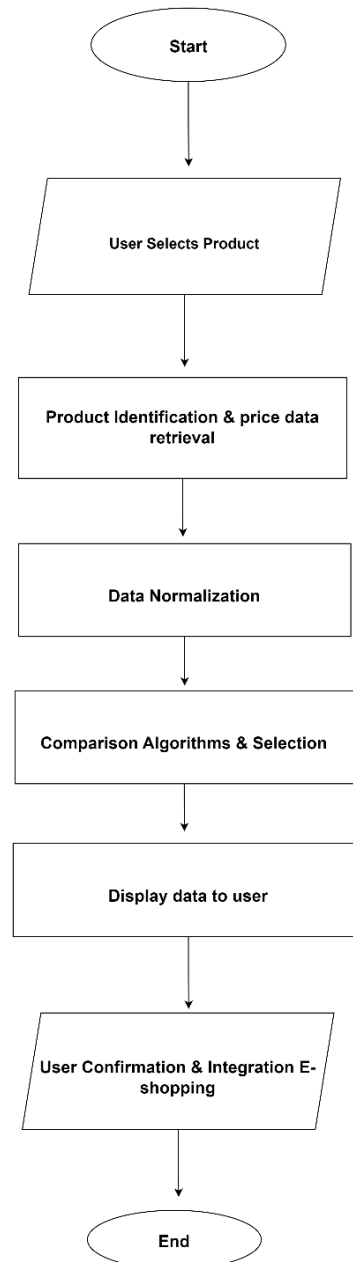 Start
User Selects Product
Product Identification & price data
retrieval
Data Normalization
Comparison Algorithms & Selection
Display data to user
User Confirmation & Integration E-
shopping
End